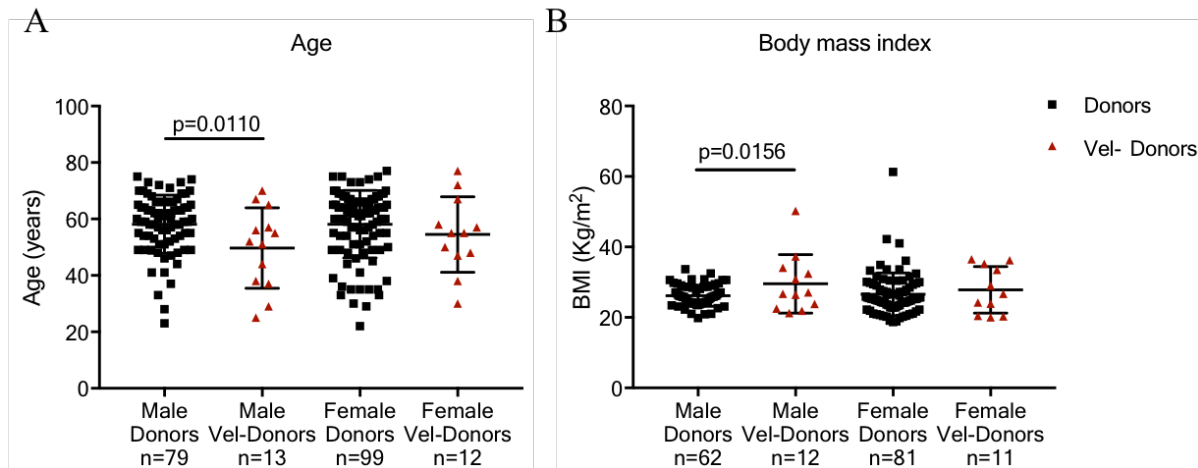 A
Age
Age (years)
100
80
60
40
20
0
p=0.0110
Male Donors n=79
Male Vel-Donors n=13
Female Donors n=99
Female Vel-Donors n=12
B
Body mass index
BMI (Kg/m²)
80
60
40
20
0
p=0.0156
Male Donors n=62
Male Vel-Donors n=12
Female Donors n=81
Female Vel-Donors n=11
Donors
Vel- Donors